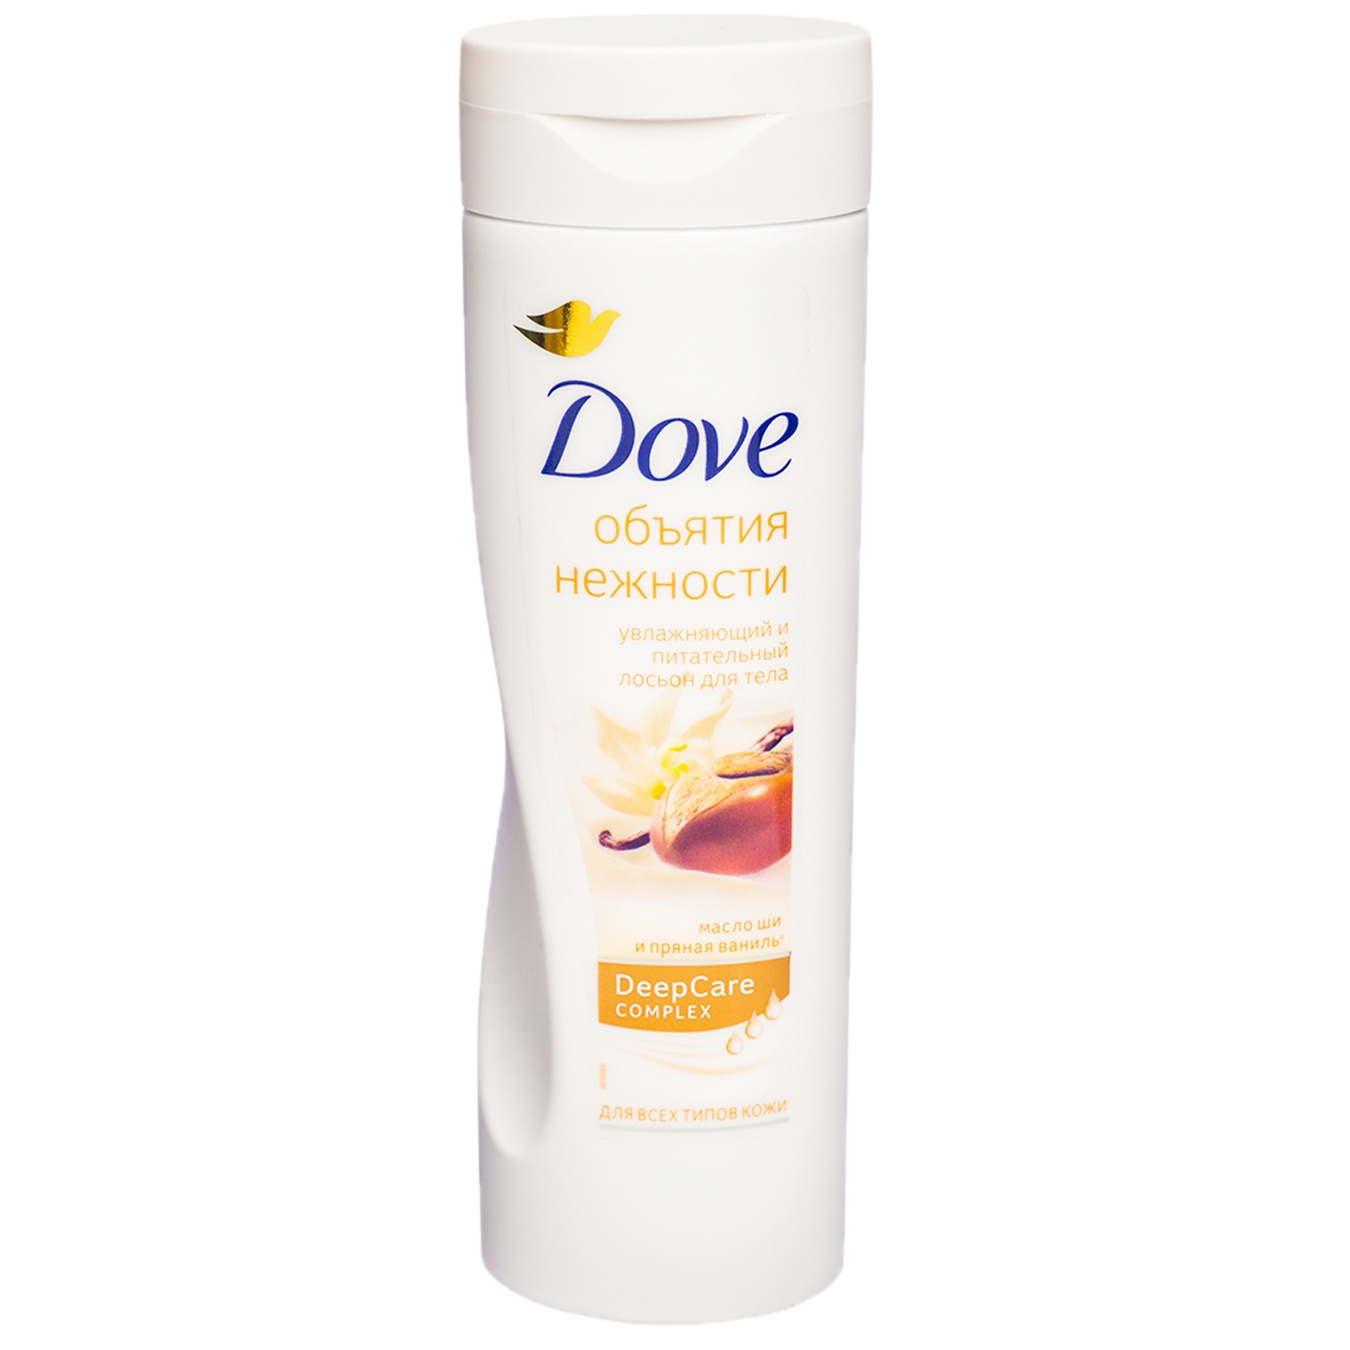 Dove
объятия
нежности
увлажняющий и
питательный
лосьон для тела
масло ши
и пряная ваниль*
DeepCare
COMPLEX
ДЛЯ ВСЕХ ТИПОВ КОЖИ